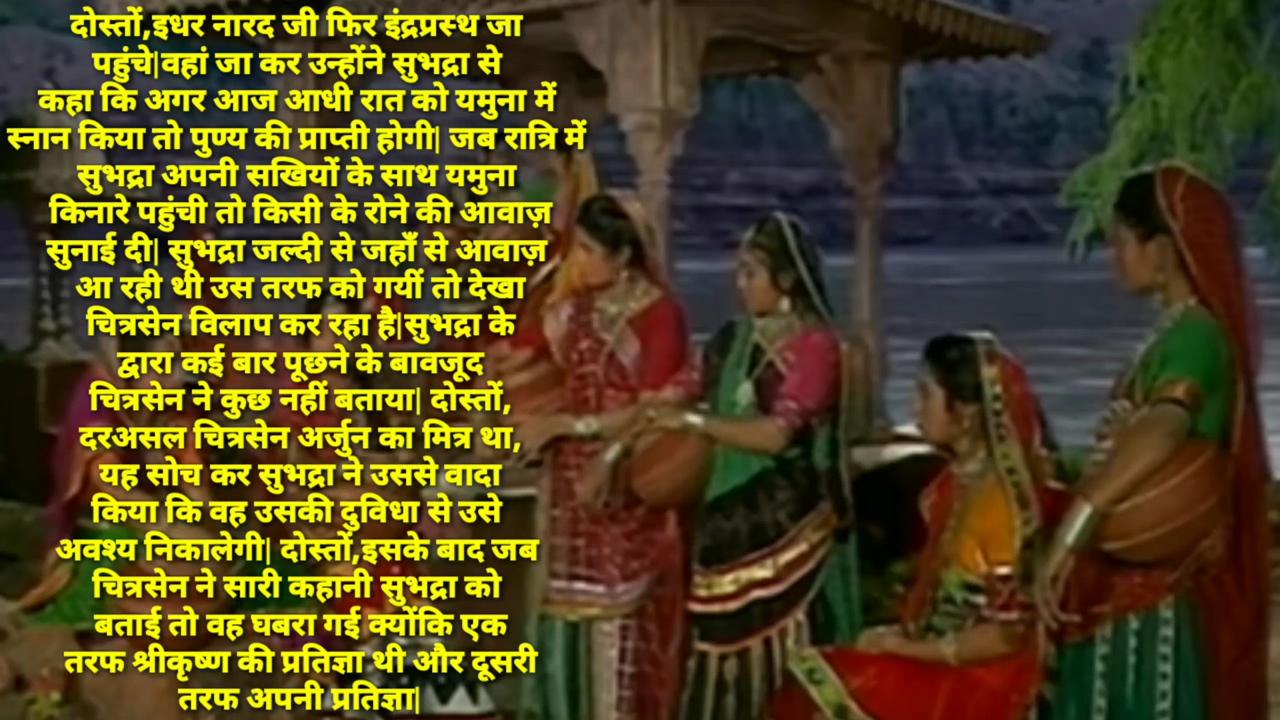 दोस्तों,इधर नारद जी फिर इंद्रप्रस्थ जा
पहुंचे|वहां जा कर उन्होंने सुभद्रा से
कहा कि अगर आज आधी रात को यमुना में
स्नान किया तो पुण्य की प्राप्ती होगी| जब रात्रि में
सुभद्रा अपनी सखियों के साथ यमुना
किनारे पहुंची तो किसी के रोने की आवाज़
सुनाई दी| सुभद्रा जल्दी से जहाँ से आवाज़
आ रही थी उस तरफ को गयीं तो देखा
चित्रसेन विलाप कर रहा है|सुभद्रा के
द्वारा कई बार पूछने के बावजूद
चित्रसेन ने कुछ नहीं बताया| दोस्तों,
दरअसल चित्रसेन अर्जुन का मित्र था,
यह सोच कर सुभद्रा ने उससे वादा
किया कि वह उसकी दुविधा से उसे
अवश्य निकालेगी| दोस्तों,इसके बाद जब
चित्रसेन ने सारी कहानी सुभद्रा को
बताई तो वह घबरा गई क्योंकि एक
तरफ श्रीकृष्ण की प्रतिज्ञा थी और दूसरी
तरफ अपनी प्रतिज्ञा|